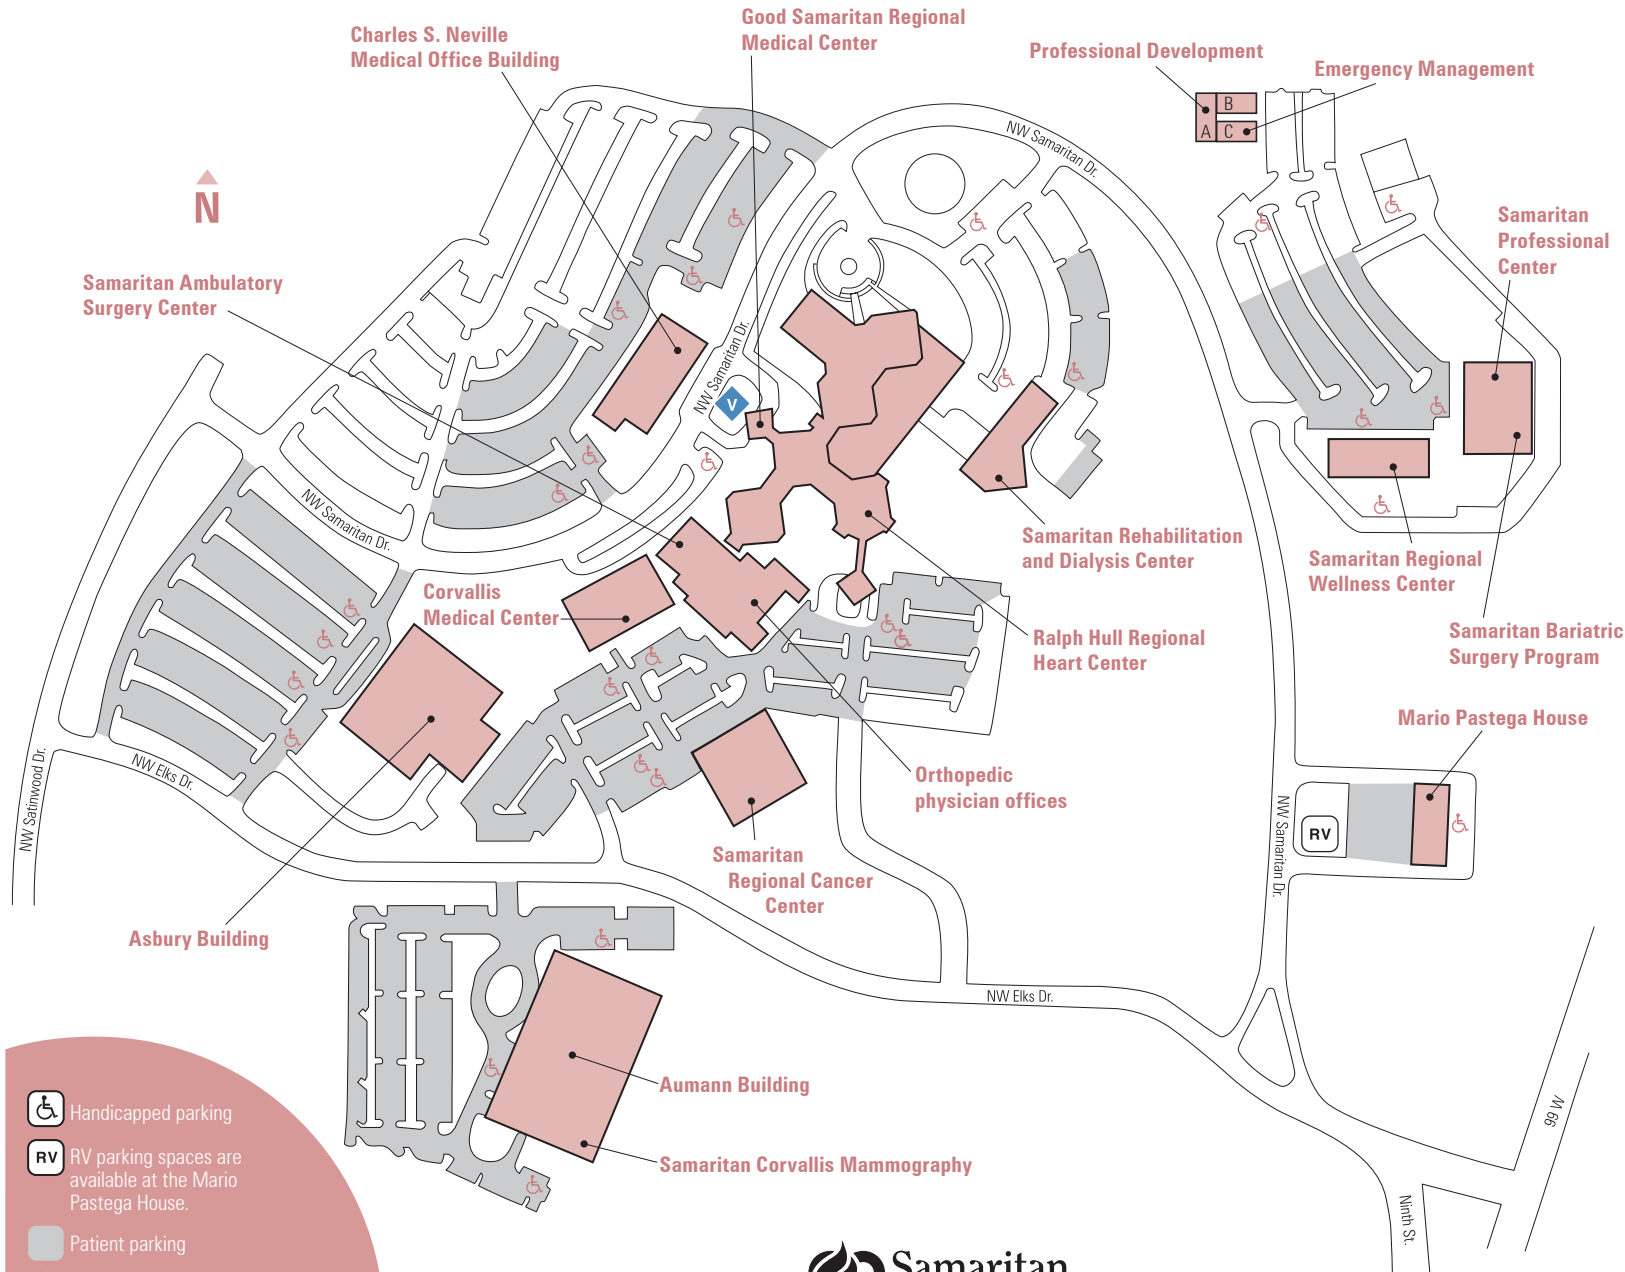 Good Samaritan Regional
Medical Center
Charles S. Neville
Medical Office Building
Professional Development
Emergency Management
B
A
C
NW Samaritan Dr.
N
Samaritan
Professional
Center
Samaritan Ambulatory
Surgery Center
NW Samaritan Dr.
V
NW Samaritan Dr.
Samaritan Rehabilitation
and Dialysis Center
Samaritan Regional
Wellness Center
Corvallis
Medical Center
Ralph Hull Regional
Heart Center
Samaritan Bariatric
Surgery Program
Mario Pastega House
NW Satinwood Dr.
NW Elks Dr.
Orthopedic
physician offices
NW Samaritan Dr.
RV
Samaritan
Regional Cancer
Center
Asbury Building
NW Elks Dr.
Aumann Building
Samaritan Corvallis Mammography
99 W
Ninth St.
Handicapped parking
RV
RV parking spaces are
available at the Mario
Pastega House.
Patient parking
Samaritan